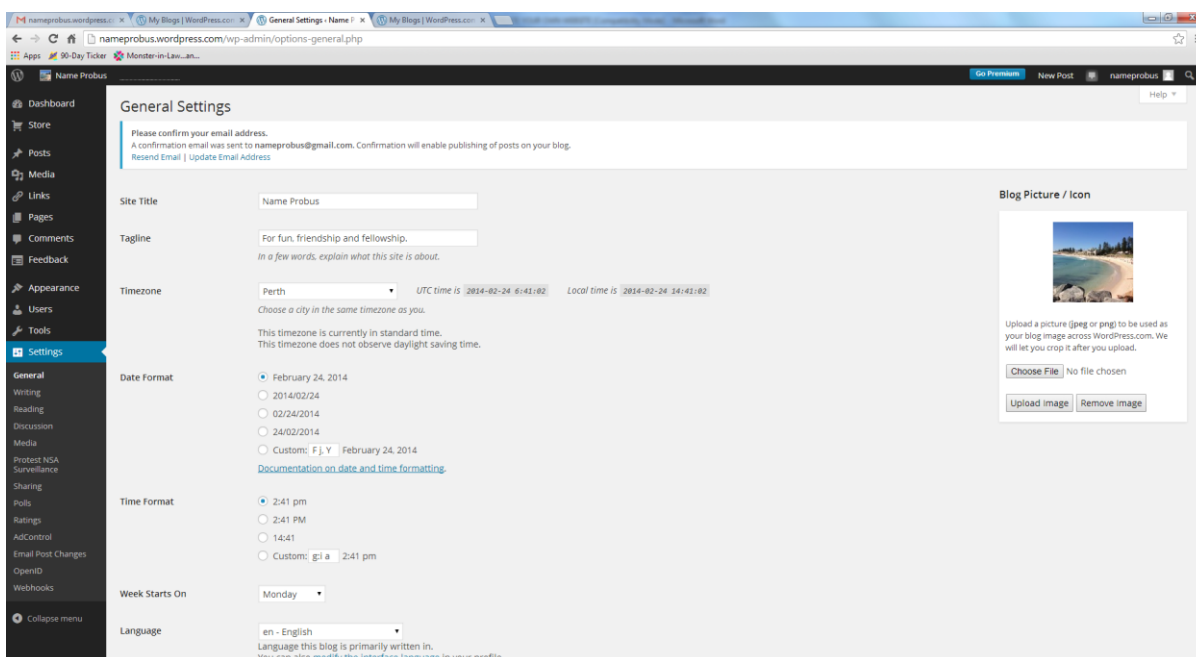 M nameprobus.wordpress.c × My Blogs | WordPress.com × General Settings ‹ Name P × My Blogs | WordPress.com ×
nameprobus.wordpress.com/wp-admin/options-general.php
Apps 90-Day Ticker Monster-in-Law...an...
Name Probus Go Premium New Post nameprobus
Help
Dashboard
Store
Posts
Media
Links
Pages
Comments
Feedback
Appearance
Users
Tools
Settings
General
Writing
Reading
Discussion
Media
Protest NSA
Surveillance
Sharing
Polls
Ratings
AdControl
Email Post Changes
OpenID
Webhooks
Collapse menu
General Settings
Please confirm your email address.
A confirmation email was sent to nameprobus@gmail.com. Confirmation will enable publishing of posts on your blog.
Resend Email | Update Email Address
Site Title Name Probus
Tagline For fun, friendship and fellowship.
In a few words, explain what this site is about.
Timezone Perth UTC time is 2014-02-24 6:41:02 Local time is 2014-02-24 14:41:02
Choose a city in the same timezone as you.
This timezone is currently in standard time.
This timezone does not observe daylight saving time.
Date Format February 24, 2014
2014/02/24
02/24/2014
24/02/2014
Custom: F j, Y February 24, 2014
Documentation on date and time formatting.
Time Format 2:41 pm
2:41 PM
14:41
Custom: g:i a 2:41 pm
Week Starts On Monday
Language en - English
Language this blog is primarily written in.
You can also modify the interface language in your profile.
Blog Picture / Icon
Upload a picture (jpeg or png) to be used as
your blog image across WordPress.com. We
will let you crop it after you upload.
Choose File No file chosen
Upload Image Remove Image